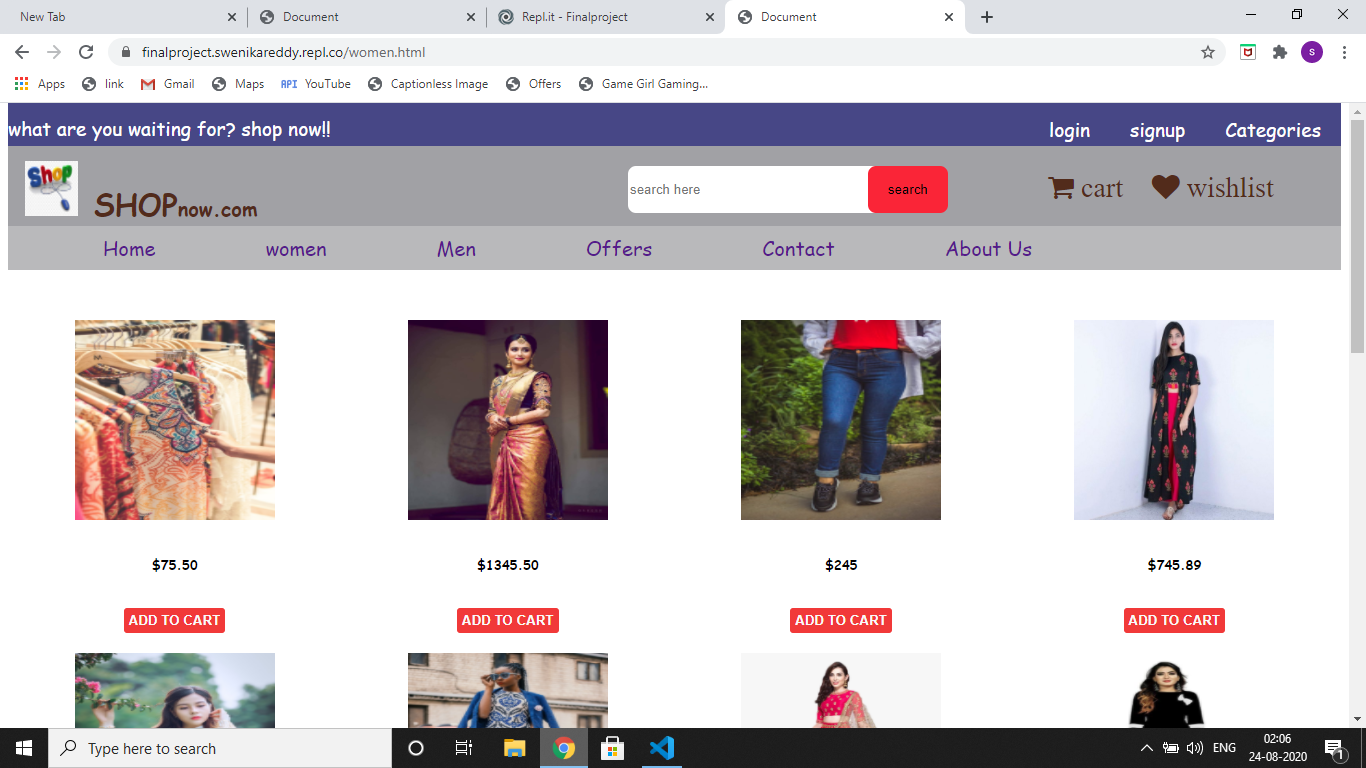 New Tab
Document
Repl.it - Finalproject
Document
finalproject.swenikareddy.repl.co/women.html
s
Apps
link
Gmail
Maps
API YouTube
Captionless Image
Offers
Game Girl Gaming...
what are you waiting for? shop now!!
login signup Categories
Shop
SHOPnow.com
search here
search
cart
wishlist
Home women Men Offers Contact About Us
$75.50 $1345.50 $245 $745.89
ADD TO CART ADD TO CART ADD TO CART ADD TO CART
Type here to search
ENG
02:06
24-08-2020
1